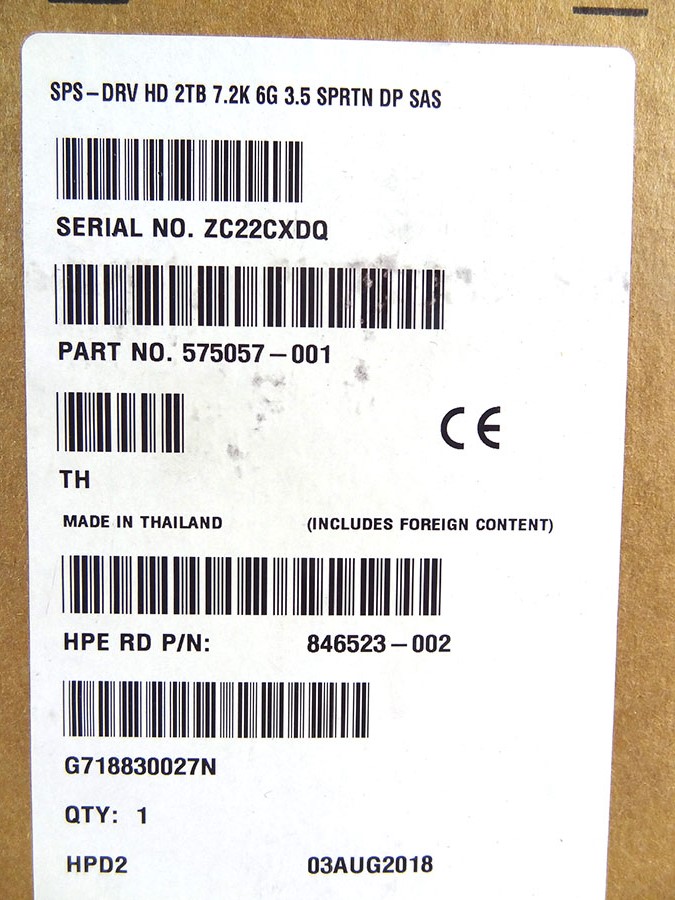 SPS-DRV HD 2TB 7.2K 6G 3.5 SPRTN DP SAS
SERIAL NO. ZC22CXDQ
PART NO. 575057-001
CE
TH
MADE IN THAILAND (INCLUDES FOREIGN CONTENT)
HPE RD P/N: 846523-002
G718830027N
QTY: 1
HPD2 03AUG2018